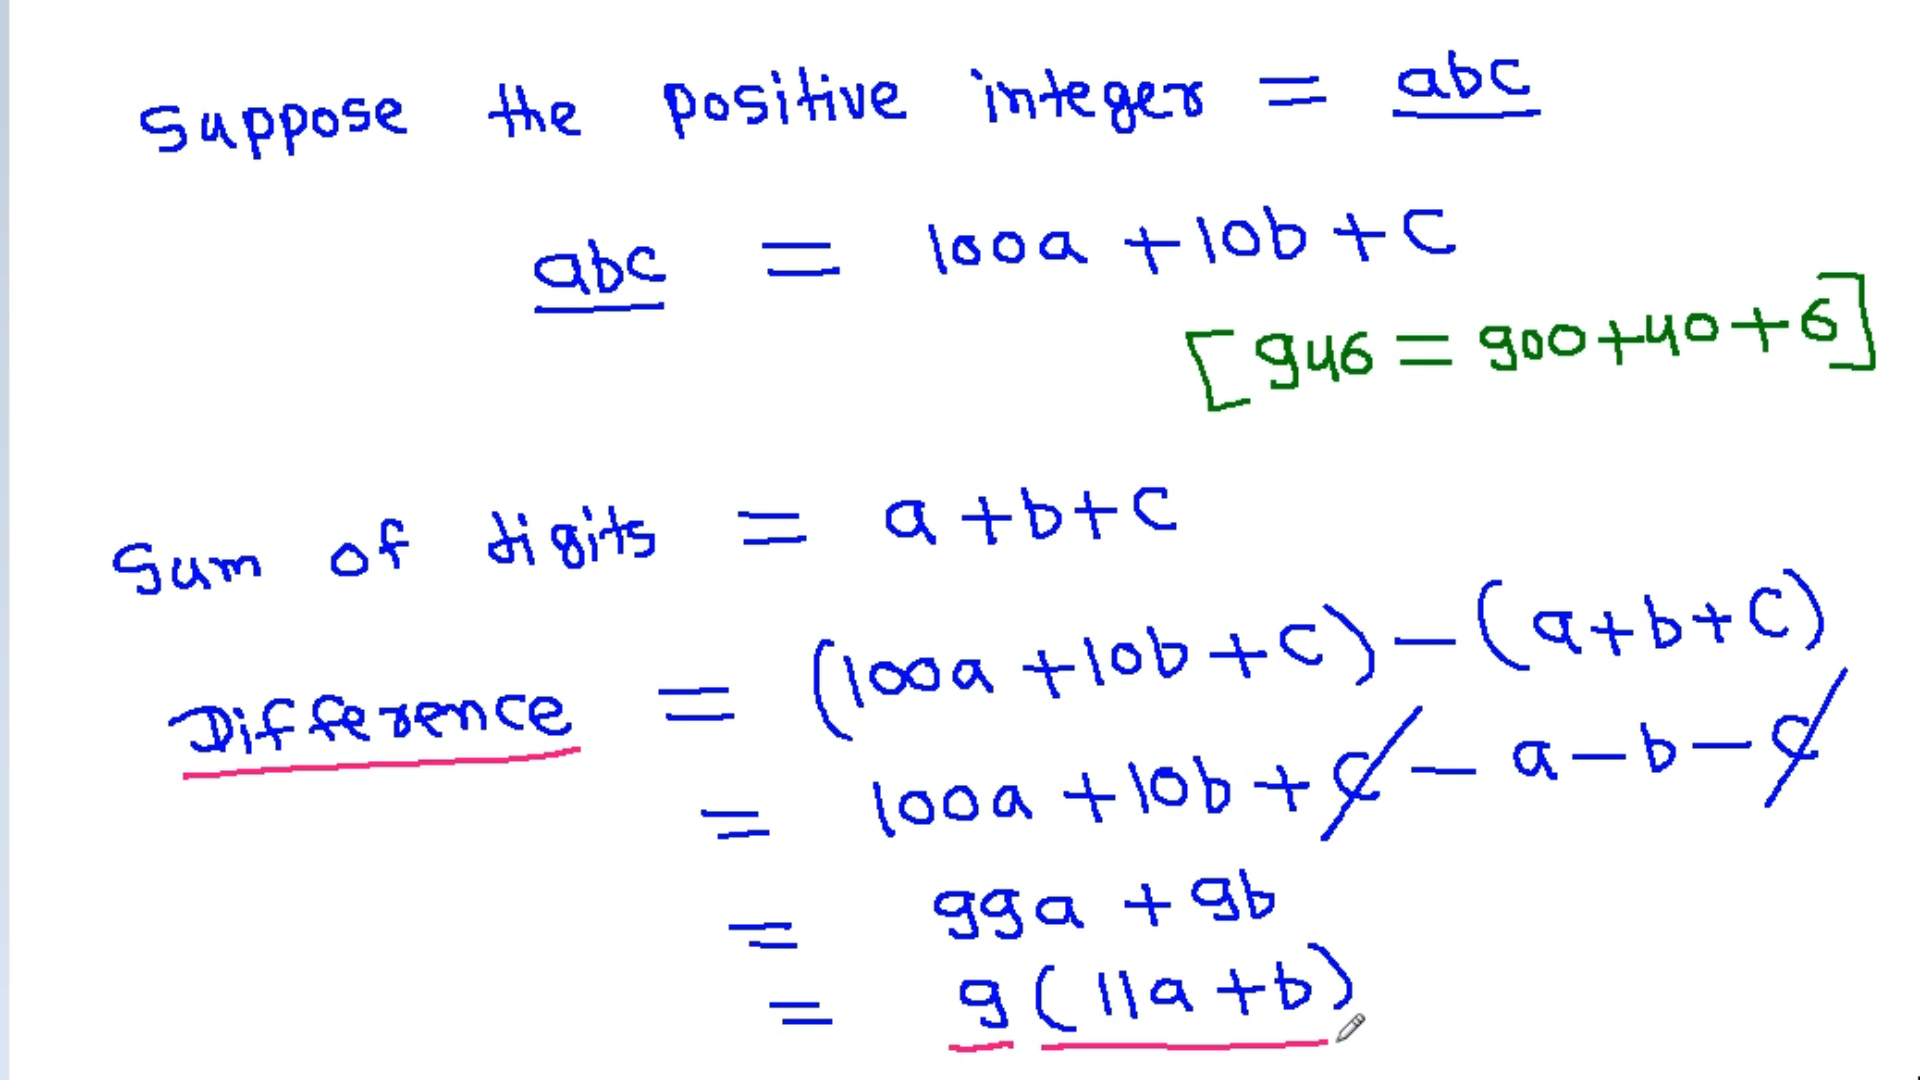 Suppose the positive integer = abc
abc = 100a + 10b + c
[946 = 900 + 40 + 6]
Sum of digits = a + b + c
Difference = (100a + 10b + c) - (a + b + c)
= 100a + 10b + c - a - b - c
= 99a + 9b
= 9(11a + b)